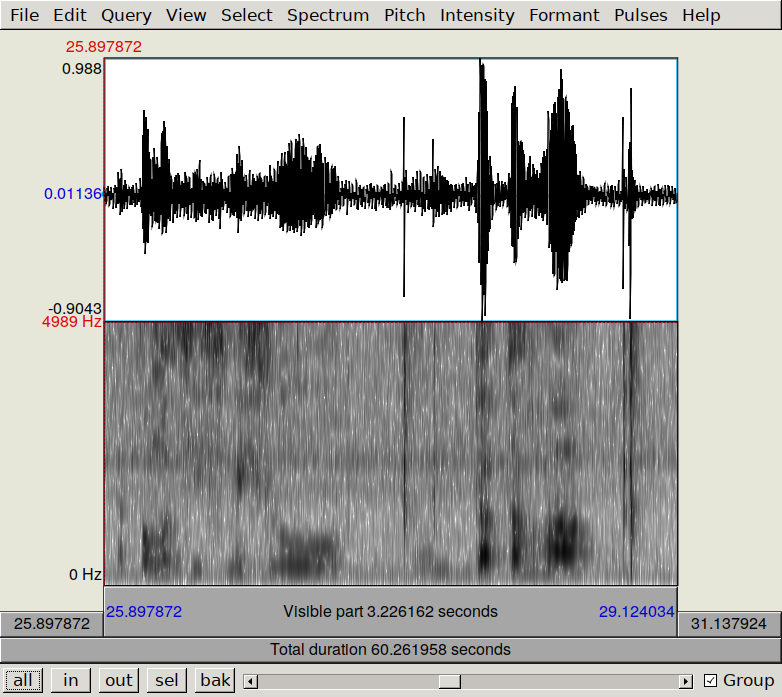 File Edit Query View Select Spectrum Pitch Intensity Formant Pulses Help
25.897872
0.988
0.01136
-0.9043
4989 Hz
0 Hz
25.897872 Visible part 3.226162 seconds 29.124034
25.897872 31.137924
Total duration 60.261958 seconds
all in out sel bak Group